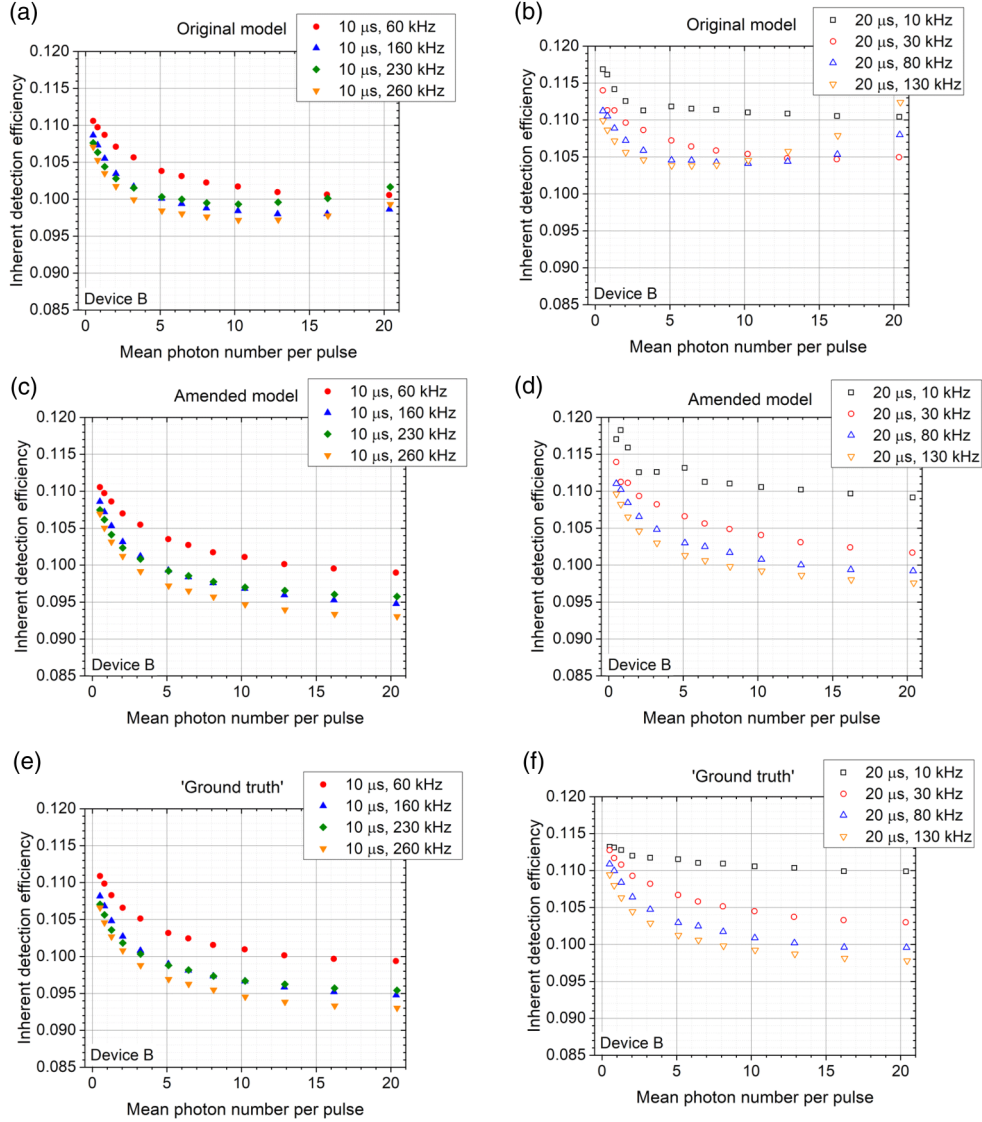 (a)
Original model
10 μs, 60 kHz
10 μs, 160 kHz
10 μs, 230 kHz
10 μs, 260 kHz
0.120
0.115
0.110
0.105
0.100
0.095
0.090
0.085
Inherent detection efficiency
Device B
0 5 10 15 20
Mean photon number per pulse
(b)
Original model
20 μs, 10 kHz
20 μs, 30 kHz
20 μs, 80 kHz
20 μs, 130 kHz
0.120
0.115
0.110
0.105
0.100
0.095
0.090
0.085
Inherent detection efficiency
Device B
0 5 10 15 20
Mean photon number per pulse
(c)
Amended model
10 μs, 60 kHz
10 μs, 160 kHz
10 μs, 230 kHz
10 μs, 260 kHz
0.120
0.115
0.110
0.105
0.100
0.095
0.090
0.085
Inherent detection efficiency
Device B
0 5 10 15 20
Mean photon number per pulse
(d)
Amended model
20 μs, 10 kHz
20 μs, 30 kHz
20 μs, 80 kHz
20 μs, 130 kHz
0.120
0.115
0.110
0.105
0.100
0.095
0.090
0.085
Inherent detection efficiency
Device B
0 5 10 15 20
Mean photon number per pulse
(e)
'Ground truth'
10 μs, 60 kHz
10 μs, 160 kHz
10 μs, 230 kHz
10 μs, 260 kHz
0.120
0.115
0.110
0.105
0.100
0.095
0.090
0.085
Inherent detection efficiency
Device B
0 5 10 15 20
Mean photon number per pulse
(f)
'Ground truth'
20 μs, 10 kHz
20 μs, 30 kHz
20 μs, 80 kHz
20 μs, 130 kHz
0.120
0.115
0.110
0.105
0.100
0.095
0.090
0.085
Inherent detection efficiency
Device B
0 5 10 15 20
Mean photon number per pulse